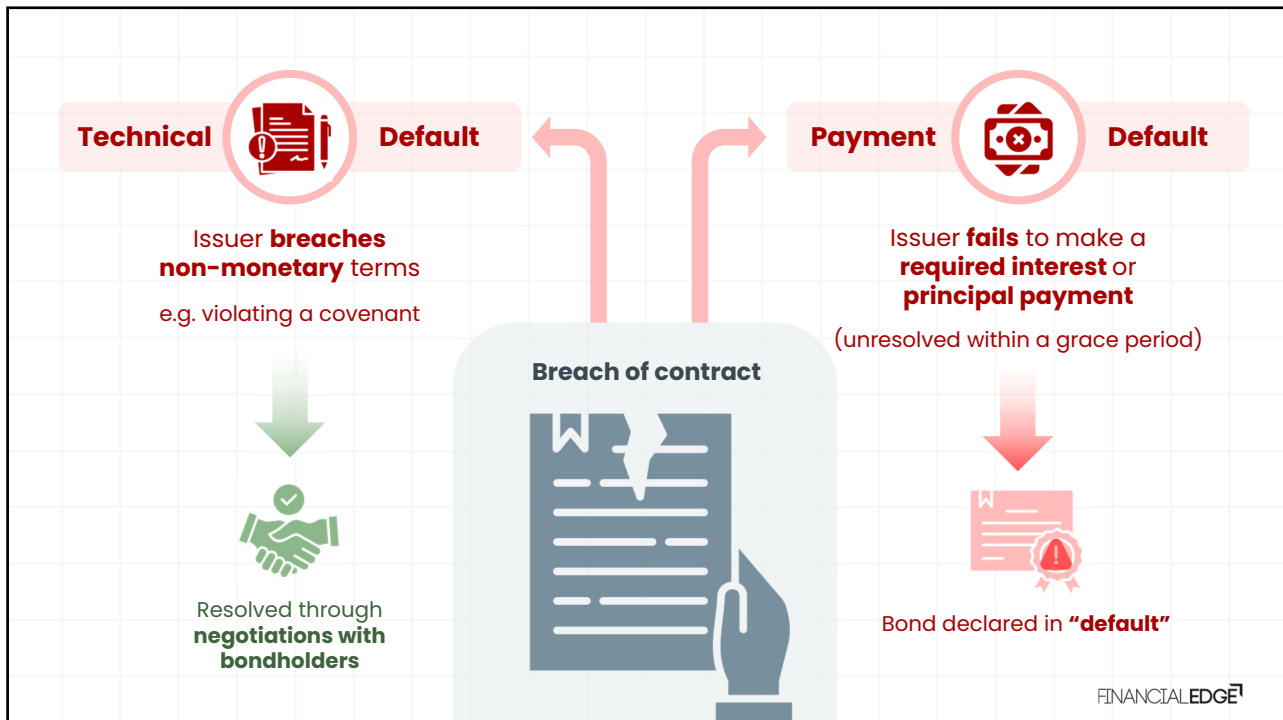 Technical Default
Issuer breaches
non-monetary terms
e.g. violating a covenant
Resolved through
negotiations with
bondholders
Breach of contract
Payment Default
Issuer fails to make a
required interest or
principal payment
(unresolved within a grace period)
Bond declared in “default”
FINANCIALEDGE